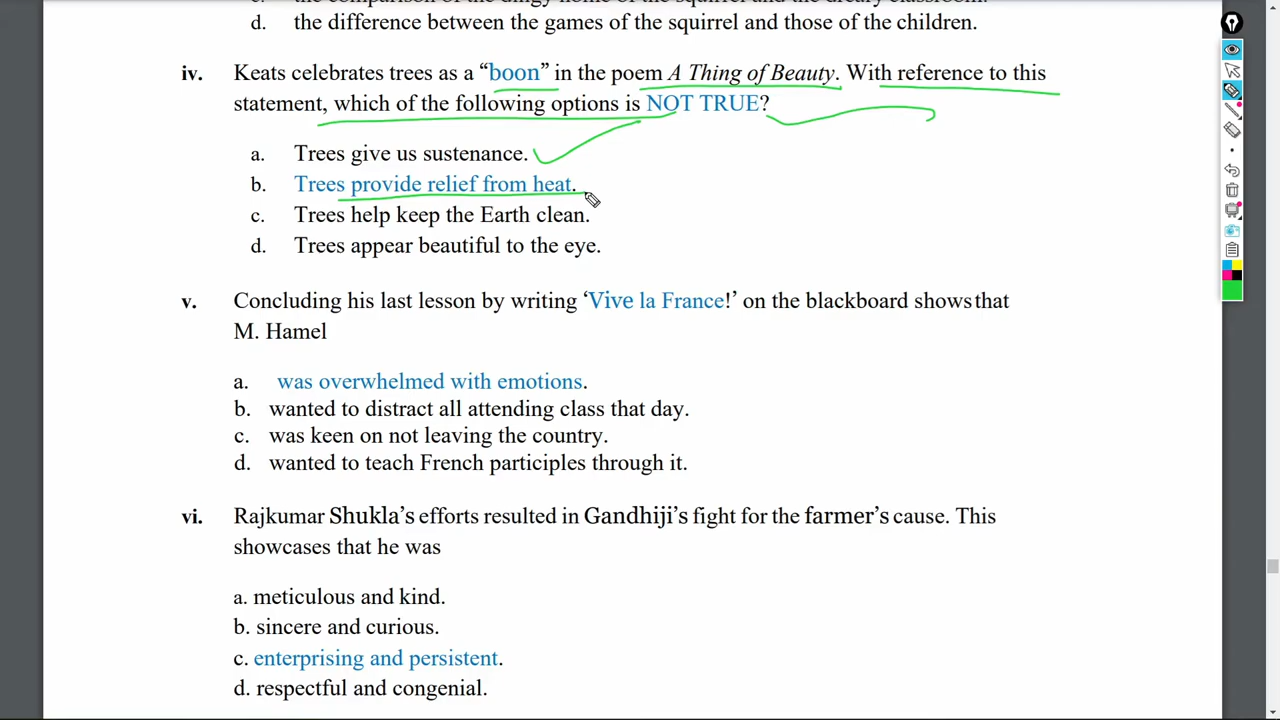 d. the difference between the games of the squirrel and those of the children.
iv. Keats celebrates trees as a “boon” in the poem A Thing of Beauty. With reference to this
statement, which of the following options is NOT TRUE?
a. Trees give us sustenance.
b. Trees provide relief from heat.
c. Trees help keep the Earth clean.
d. Trees appear beautiful to the eye.
v. Concluding his last lesson by writing ‘Vive la France!’ on the blackboard shows that
M. Hamel
a. was overwhelmed with emotions.
b. wanted to distract all attending class that day.
c. was keen on not leaving the country.
d. wanted to teach French participles through it.
vi. Rajkumar Shukla’s efforts resulted in Gandhiji’s fight for the farmer’s cause. This
showcases that he was
a. meticulous and kind.
b. sincere and curious.
c. enterprising and persistent.
d. respectful and congenial.